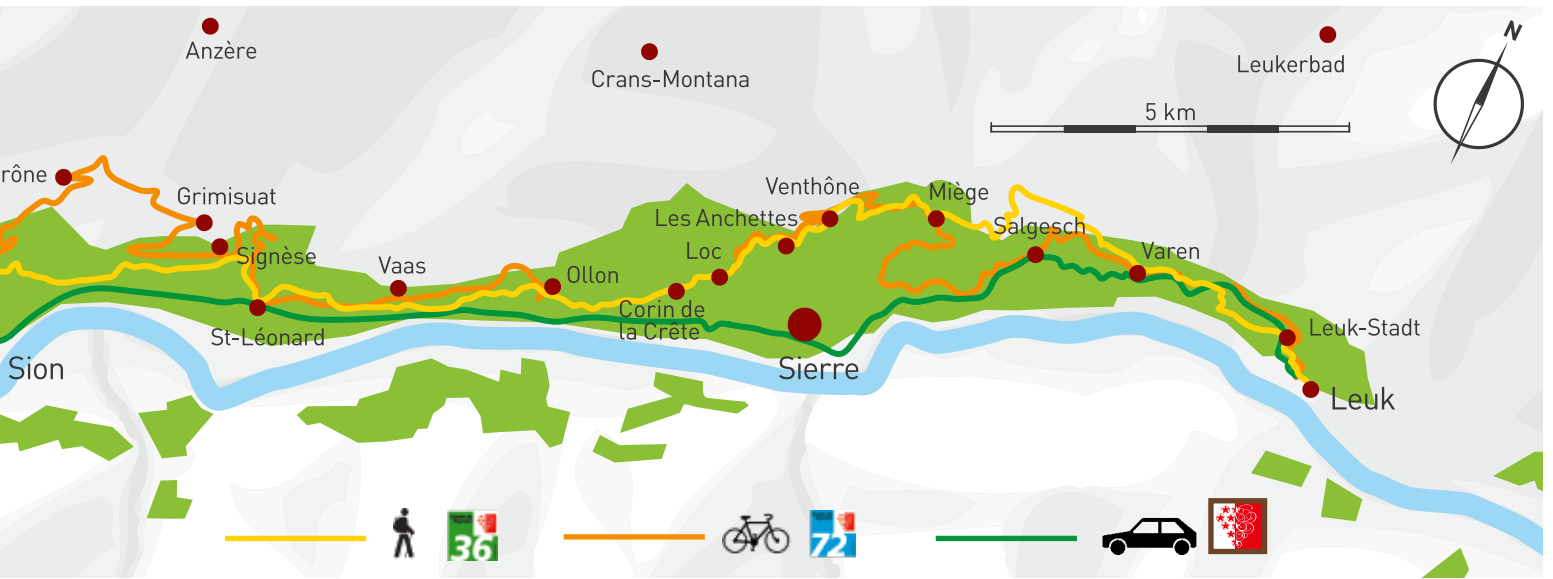 Anzère
Crans-Montana
Leukerbad
N
5 km
rône
Grimisuat
Signèse
Vaas
Ollon
St-Léonard
Sion
Venthône
Les Anchettes
Loc
Corin de
la Crête
Sierre
Miège
Salgesch
Varen
Leuk-Stadt
Leuk
36
72